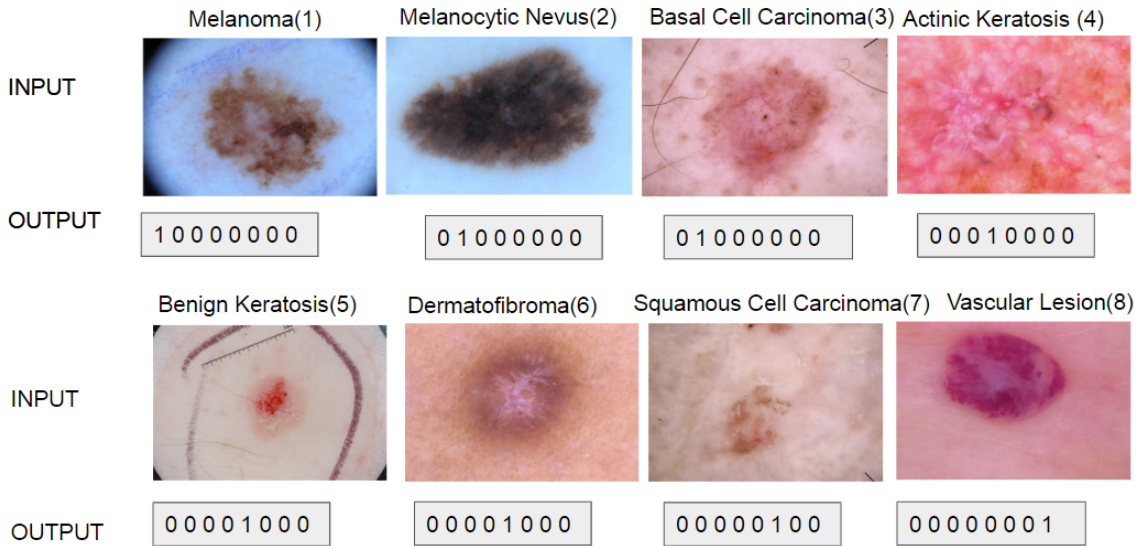 Melanoma(1) Melanocytic Nevus(2) Basal Cell Carcinoma(3) Actinic Keratosis (4)
INPUT
OUTPUT
1 0 0 0 0 0 0 0 0 1 0 0 0 0 0 0 0 1 0 0 0 0 0 0 0 0 0 1 0 0 0 0
Benign Keratosis(5) Dermatofibroma(6) Squamous Cell Carcinoma(7) Vascular Lesion(8)
INPUT
OUTPUT
0 0 0 0 1 0 0 0 0 0 0 0 1 0 0 0 0 0 0 0 0 1 0 0 0 0 0 0 0 0 0 1